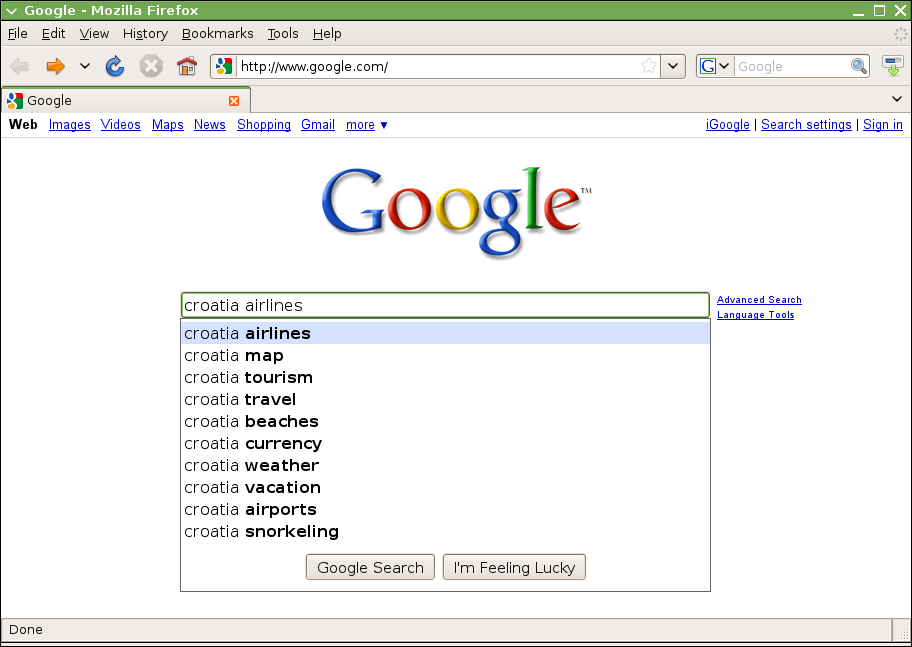 Google - Mozilla Firefox
File Edit View History Bookmarks Tools Help
http://www.google.com/ G Google
Google
Web Images Videos Maps News Shopping Gmail more ▼ iGoogle | Search settings | Sign in
Google™
croatia airlines Advanced Search
Language Tools
croatia airlines
croatia map
croatia tourism
croatia travel
croatia beaches
croatia currency
croatia weather
croatia vacation
croatia airports
croatia snorkeling
Google Search I'm Feeling Lucky
Done